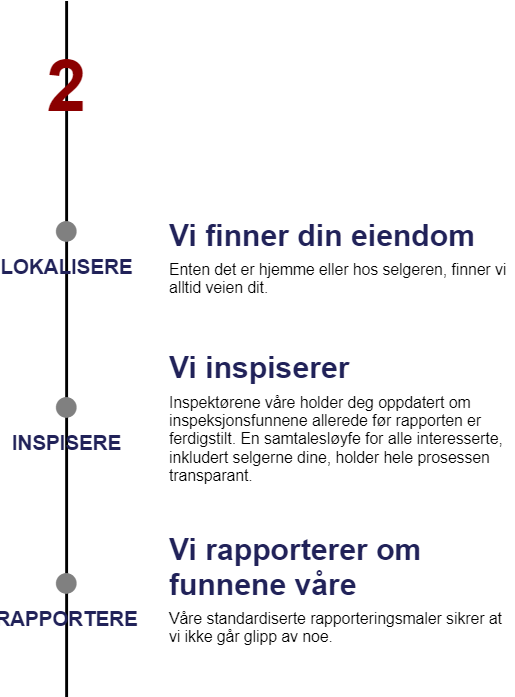 2
LOKALISERE
Vi finner din eiendom
Enten det er hjemme eller hos selgeren, finner vi
alltid veien dit.
INSPISERE
Vi inspiserer
Inspektørene våre holder deg oppdatert om
inspeksjonsfunnene allerede før rapporten er
ferdigstilt. En samtalesløyfe for alle interesserte,
inkludert selgerne dine, holder hele prosessen
transparant.
RAPPORTERE
Vi rapporterer om
funnene våre
Våre standardiserte rapporteringsmaler sikrer at
vi ikke går glipp av noe.